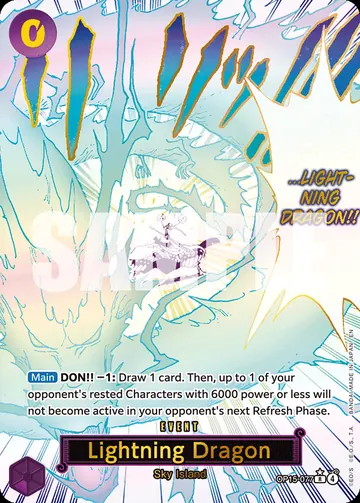 0
...LIGHT-
NING
DRAGON!!
SAMPLE
Main DON!! −1: Draw 1 card. Then, up to 1 of your
opponent's rested Characters with 6000 power or less will
not become active in your opponent's next Refresh Phase.
EVENT
Lightning Dragon
Sky Island
OP15-077 R 4